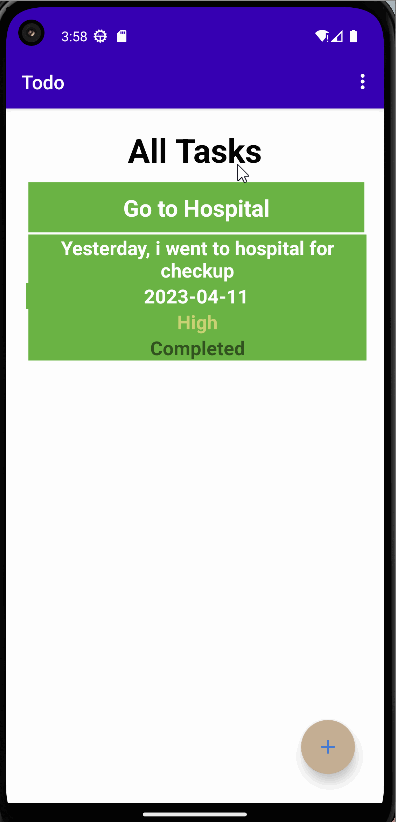 3:58
Todo
All Tasks
Go to Hospital
Yesterday, i went to hospital for
checkup
2023-04-11
High
Completed
+